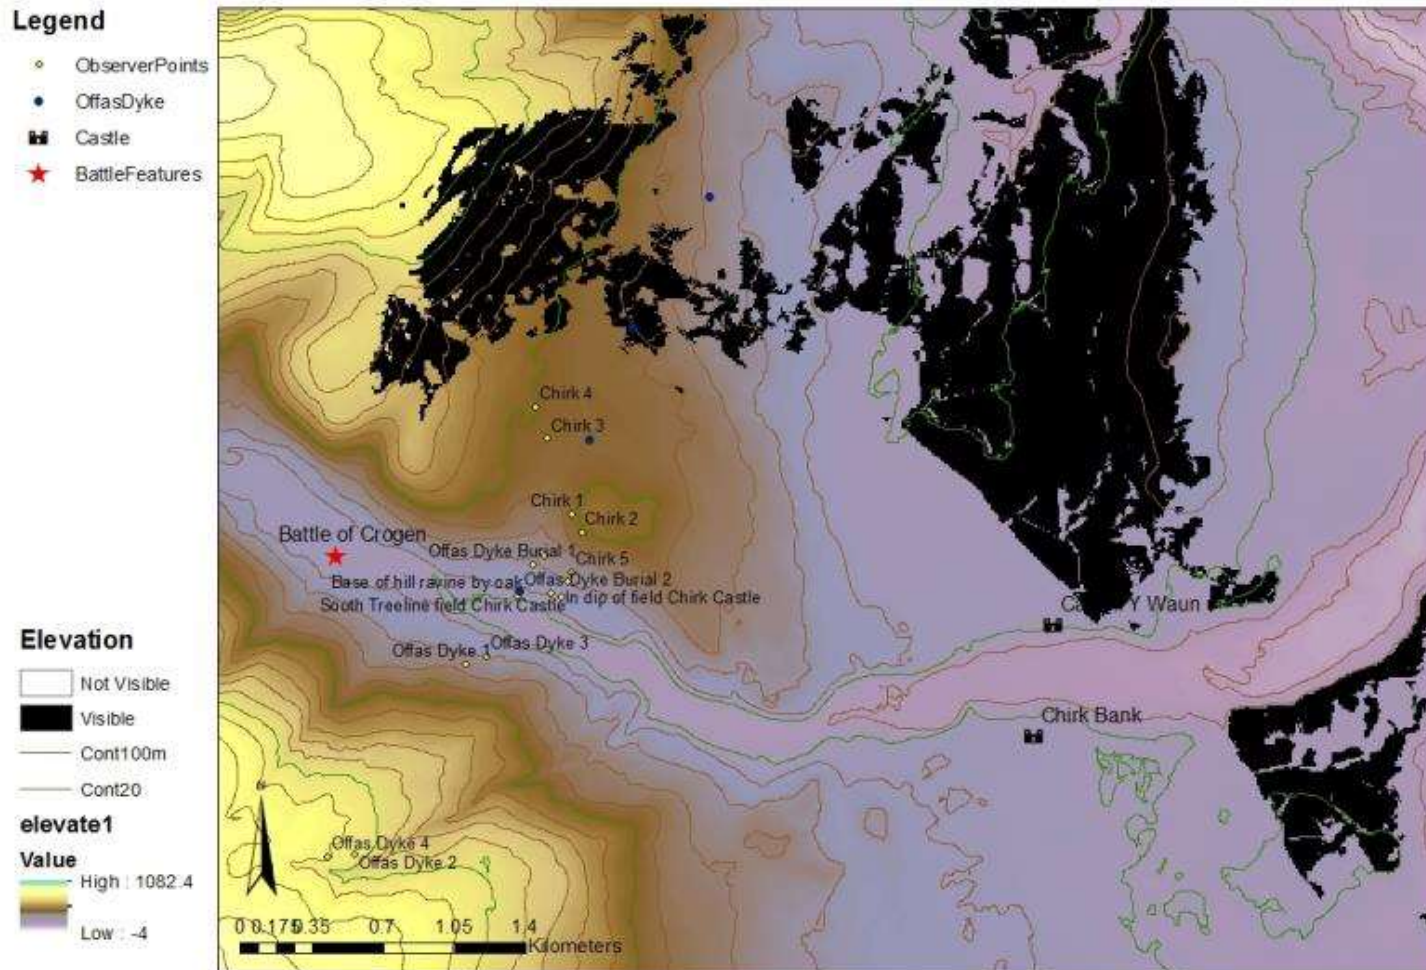 Legend
ObserverPoints
OffasDyke
Castle
BattleFeatures
Elevation
Not Visible
Visible
Cont100m
Cont20
elevate1
Value
High : 1082.4
Low : -4
Chirk 4
Chirk 3
Chirk 1
Chirk 2
Battle of Crogen
Offas Dyke Burial 1
Chirk 5
Base of hill ravine by oak
Offas Dyke Burial 2
South Treeline field Chirk Castle
In dip of field Chirk Castle
Y Waun
Offas Dyke 1
Offas Dyke 3
Chirk Bank
Offas Dyke 4
Offas Dyke 2
0 0.175 0.35 0.7 1.05 1.4
Kilometers